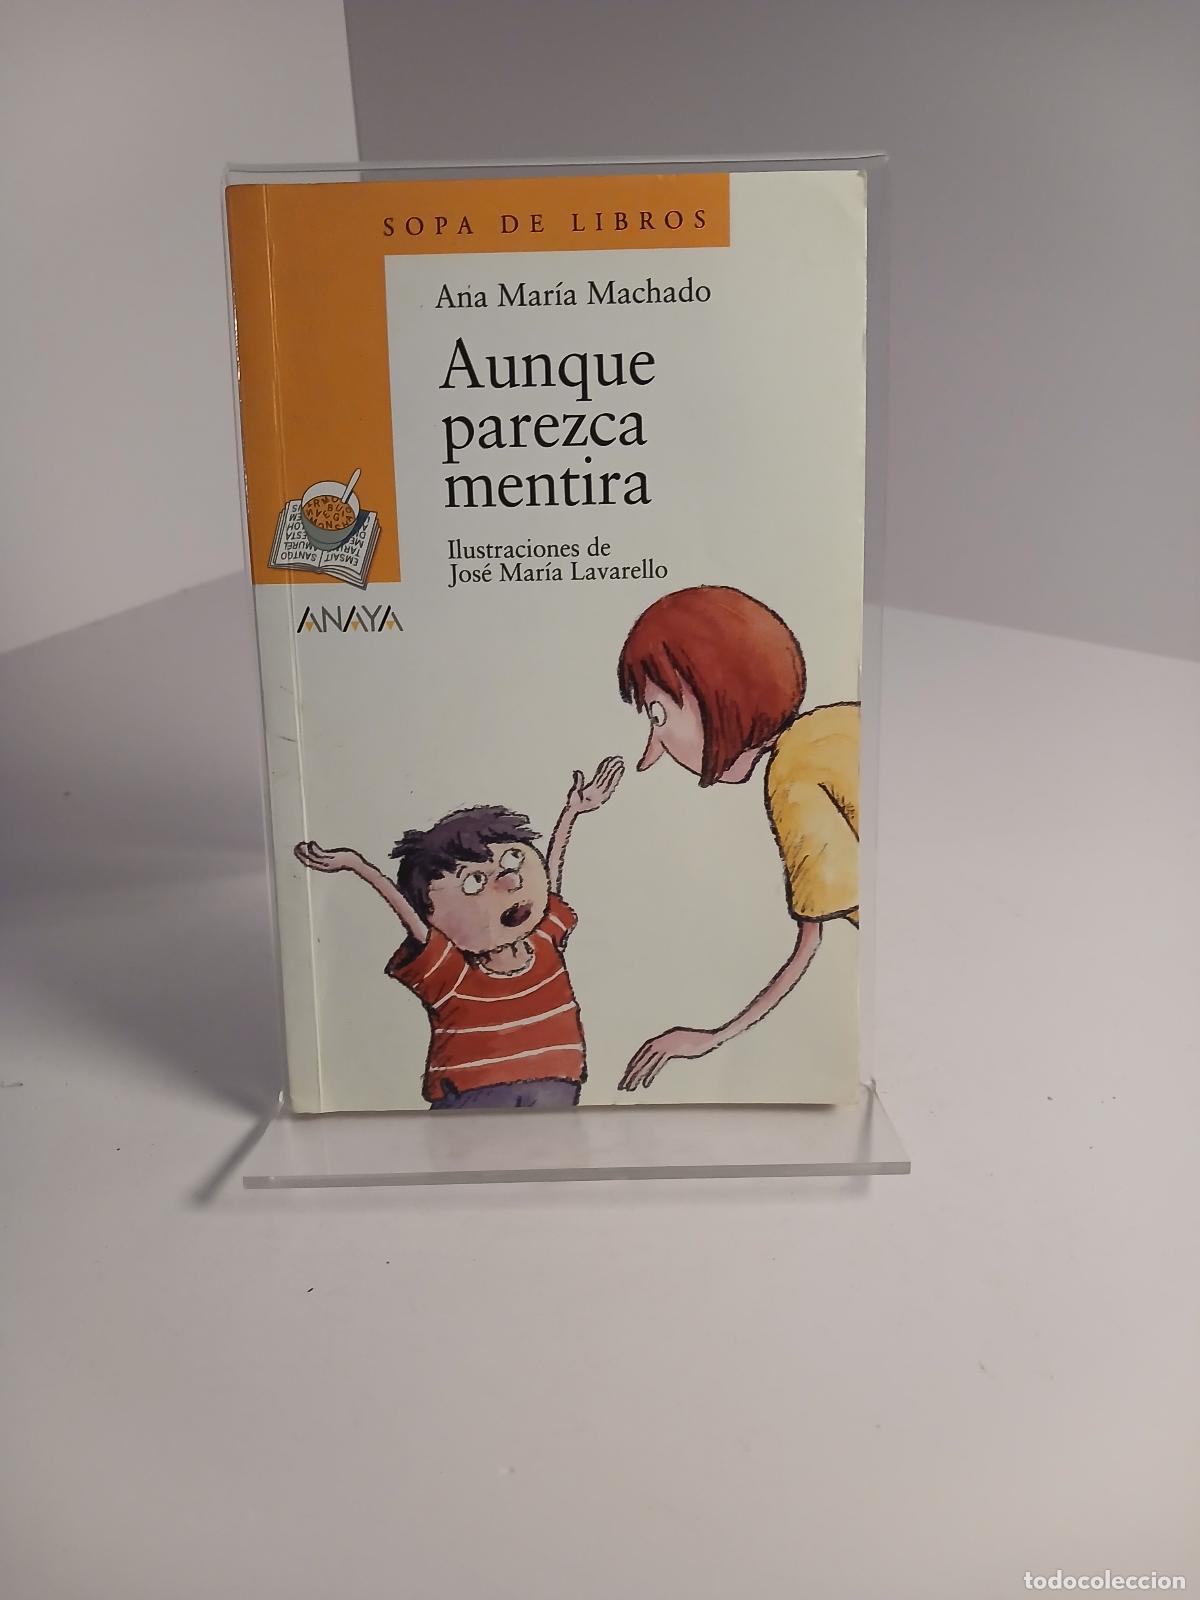 SOPA DE LIBROS
Ana María Machado
Aunque
parezca
mentira
Ilustraciones de
José María Lavarello
ANAYA
todocoleccion